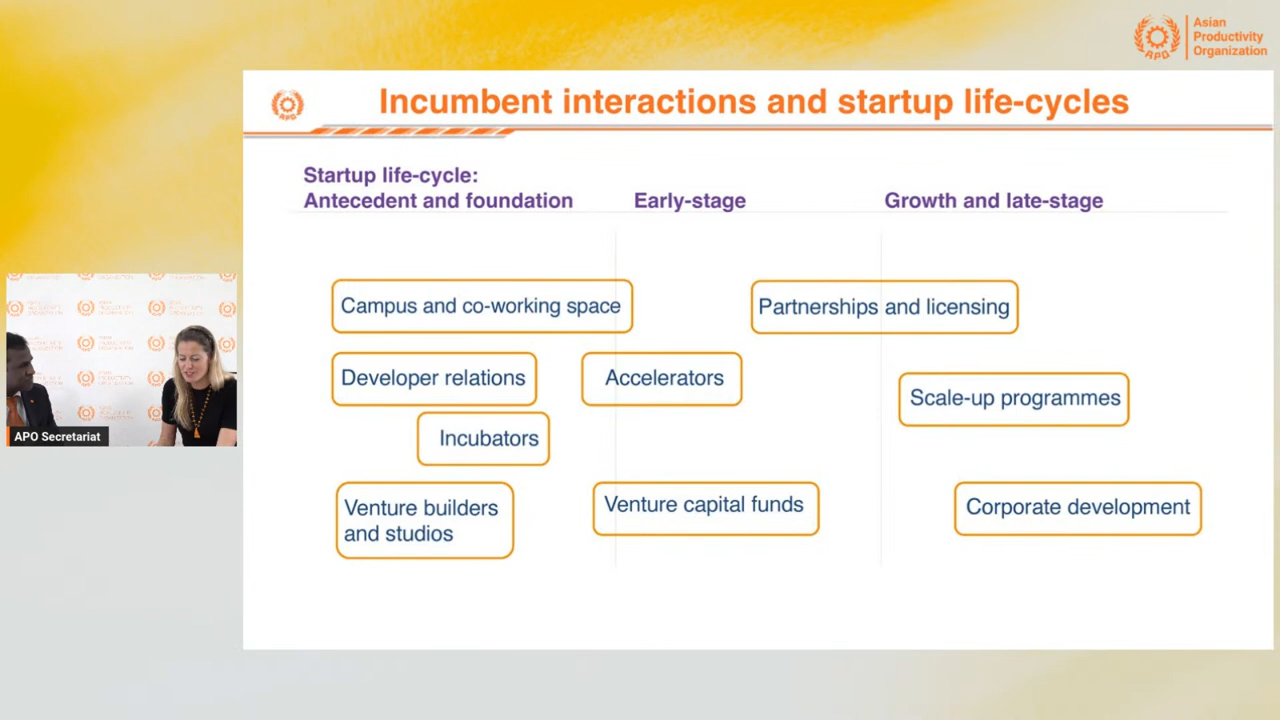 Asian
Productivity
Organization
APO
Incumbent interactions and startup life-cycles
APO
Startup life-cycle:
Antecedent and foundation
Early-stage
Growth and late-stage
Campus and co-working space
Partnerships and licensing
Developer relations
Accelerators
Scale-up programmes
Incubators
Venture builders
and studios
Venture capital funds
Corporate development
APO Secretariat